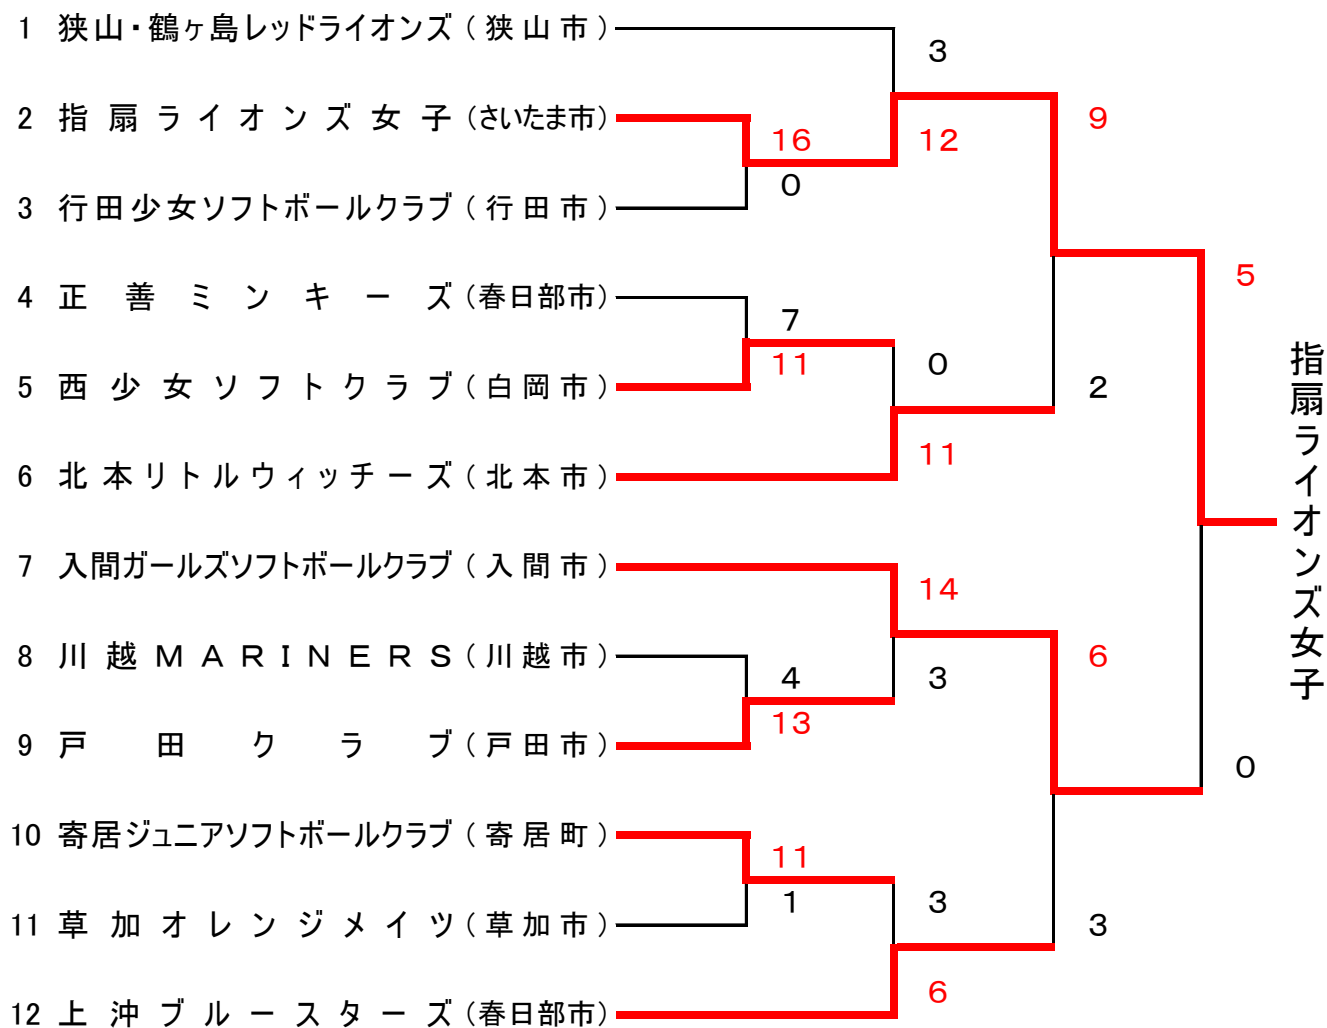 1 狭山・鶴ヶ島レッドライオンズ（狭山市）
3
2 指扇ライオンズ女子（さいたま市）
9
16
12
0
3 行田少女ソフトボールクラブ（行田市）
5
4 正善ミンキーズ（春日部市）
7
11
0
2
5 西少女ソフトクラブ（白岡市）
11
6 北本リトルウィッチーズ（北本市）
指扇ライオンズ女子
7 入間ガールズソフトボールクラブ（入間市）
14
8 川越ＭＡＲＩＮＥＲＳ（川越市）
6
4
3
13
9 戸田クラブ（戸田市）
0
10 寄居ジュニアソフトボールクラブ（寄居町）
11
1
3
3
11 草加オレンジメイツ（草加市）
6
12 上沖ブルースターズ（春日部市）